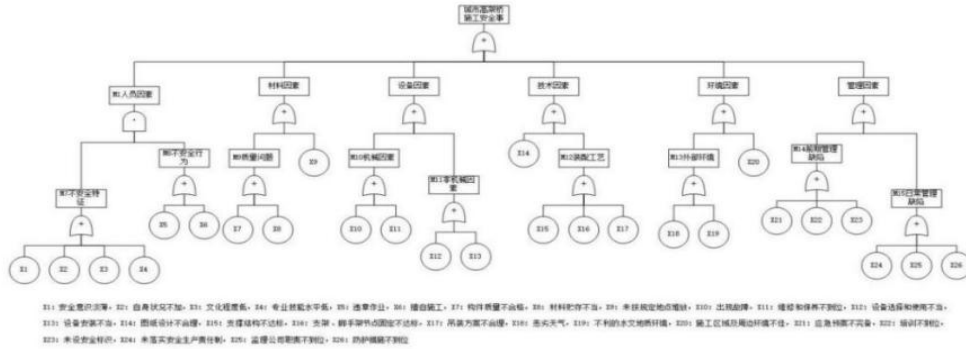 城市高架桥
施工安全事
+
M1人员因素
材料因素
设备因素
技术因素
环境因素
管理因素
·
+
+
+
+
+
M8不安全行为
M9质量问题
X9
M10机械因素
M11非机械因素
X14
M12装配工艺
M13外部环境
X20
M14前期管理缺陷
M15日常管理缺陷
M7不安全特征
+
+
+
+
+
+
+
+
+
X5
X6
X7
X8
X10
X11
X12
X13
X15
X16
X17
X18
X19
X21
X22
X23
X24
X25
X26
X1
X2
X3
X4
X1: 安全意识淡薄, X2: 自身状况不加, X3: 文化程度低, X4: 专业技能水平低, X5: 违章作业, X6: 擅自施工, X7: 构件质量不合格, X8: 材料贮存不当, X9: 未按规定地点堆放, X10: 出现故障, X11: 维修和保养不到位, X12: 设备选择和使用不当,
X13: 设备安装不当, X14: 图纸设计不合理, X15: 支撑结构不达标, X16: 支架、脚手架节点固定不达标, X17: 吊装方案不合理, X18: 恶劣天气, X19: 不利的水文地质环境, X20: 施工区域及周边环境不佳, X21: 应急预案不完备, X22: 培训不到位,
X23: 未设安全标识, X24: 未落实安全生产责任制, X25: 监理公司职责不到位, X26: 防护措施不到位